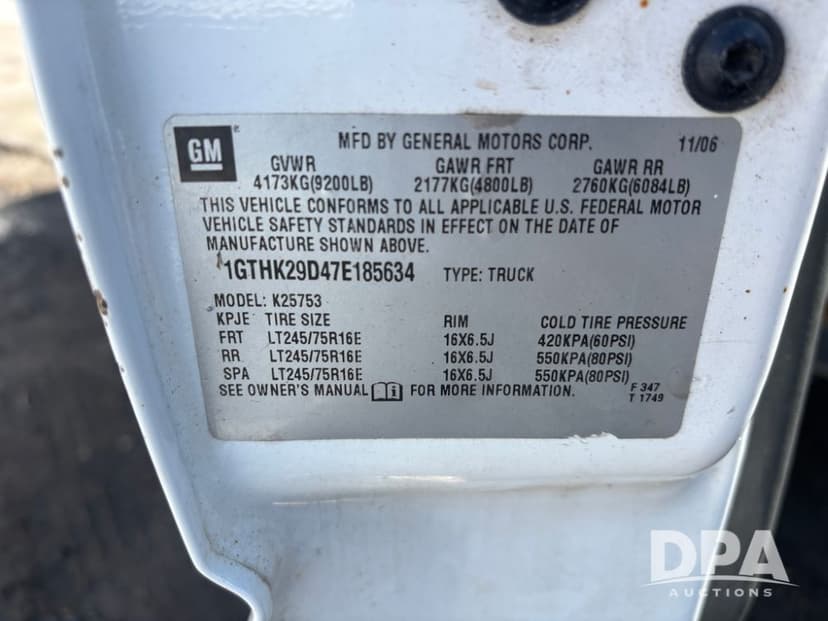 GM
MFD BY GENERAL MOTORS CORP. 11/06
GVWR GAWR FRT GAWR RR
4173KG(9200LB) 2177KG(4800LB) 2760KG(6084LB)
THIS VEHICLE CONFORMS TO ALL APPLICABLE U.S. FEDERAL MOTOR
VEHICLE SAFETY STANDARDS IN EFFECT ON THE DATE OF
MANUFACTURE SHOWN ABOVE.
1GTHK29D47E185634 TYPE: TRUCK
MODEL: K25753
KPJE TIRE SIZE RIM COLD TIRE PRESSURE
FRT LT245/75R16E 16X6.5J 420KPA(60PSI)
RR LT245/75R16E 16X6.5J 550KPA(80PSI)
SPA LT245/75R16E 16X6.5J 550KPA(80PSI)
SEE OWNER'S MANUAL FOR MORE INFORMATION.
F 347
T 1749
DPA
AUCTIONS